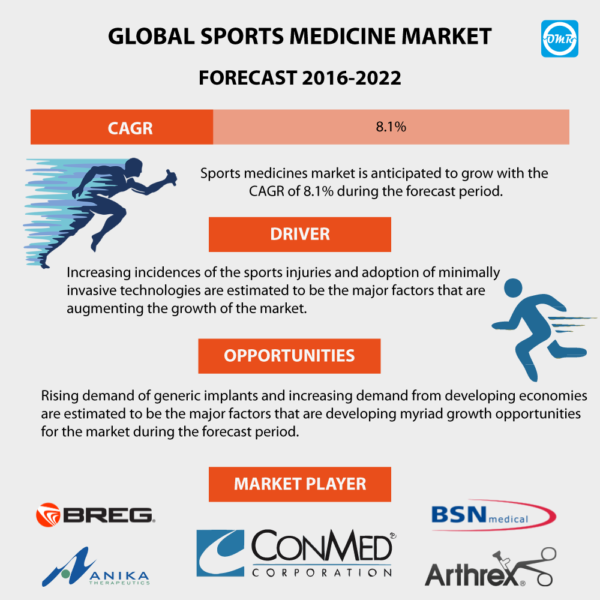 GLOBAL SPORTS MEDICINE MARKET
OMR
FORECAST 2016-2022
CAGR
8.1%
Sports medicines market is anticipated to grow with the
CAGR of 8.1% during the forecast period.
DRIVER
Increasing incidences of the sports injuries and adoption of minimally
invasive technologies are estimated to be the major factors that are
augmenting the growth of the market.
OPPORTUNITIES
Rising demand of generic implants and increasing demand from developing economies
are estimated to be the major factors that are developing myriad growth opportunities
for the market during the forecast period.
MARKET PLAYER
BREG®
BSN medical
CONMED®
CORPORATION
ANIKA
THERAPEUTICS
Arthrex®